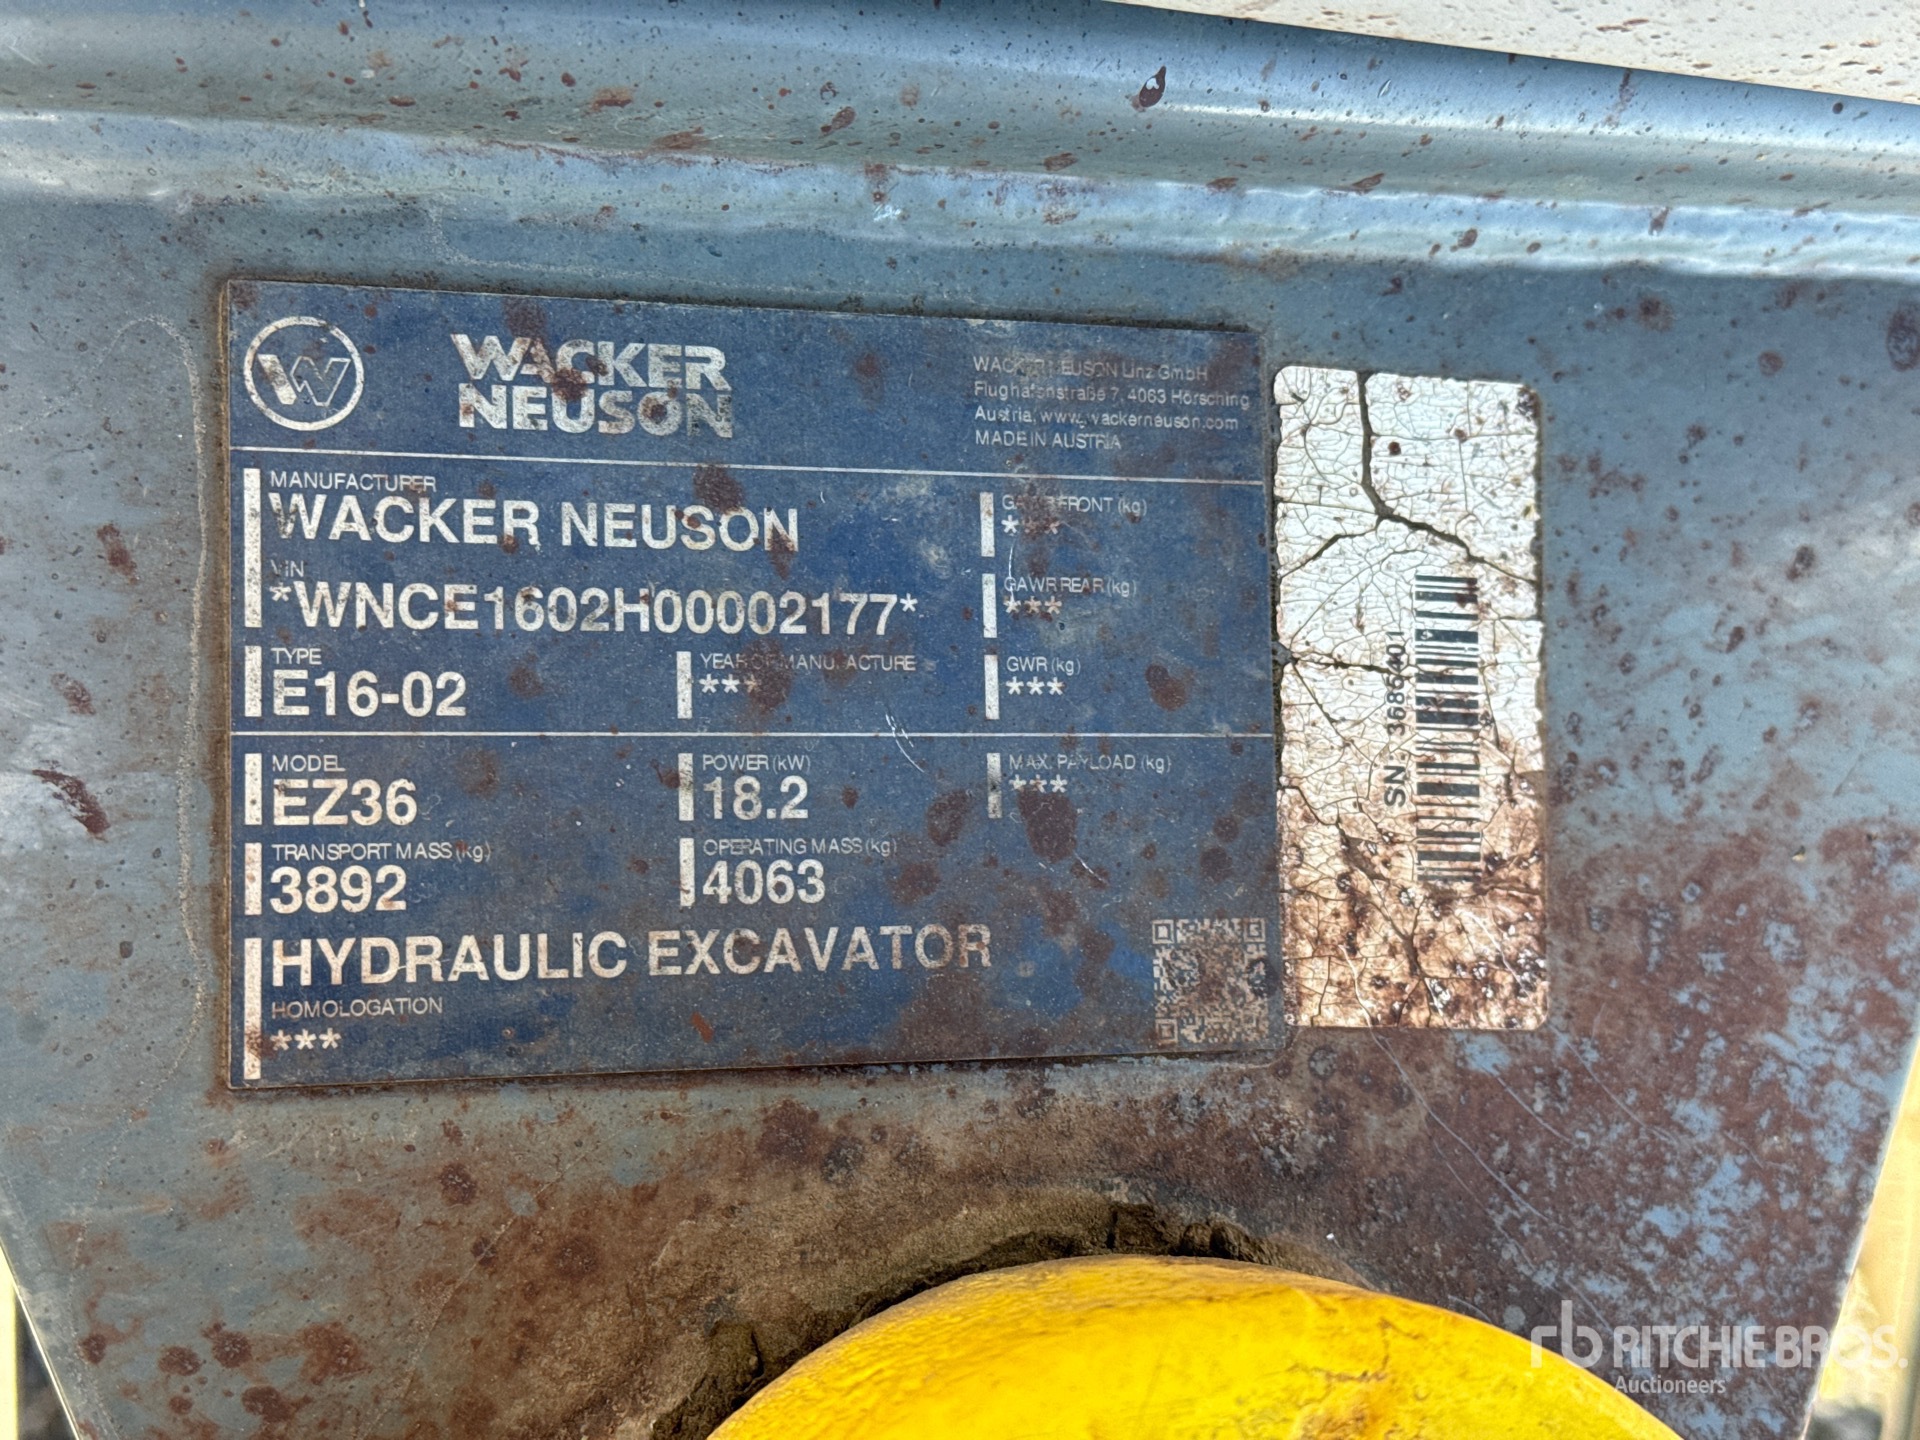 WACKER
NEUSON
WACKER NEUSON Linz GmbH
Flughafenstraße 7, 4063 Hörsching
Austria, www.wackerneuson.com
MADE IN AUSTRIA
MANUFACTURER
WACKER NEUSON
VIN
*WNCE1602H00002177*
TYPE
E16-02
YEAR OF MANUFACTURE
***
GAWR FRONT (kg)
***
GAWR REAR (kg)
***
GWR (kg)
***
MODEL
EZ36
POWER (kW)
18.2
MAX. PAYLOAD (kg)
***
TRANSPORT MASS (kg)
3892
OPERATING MASS (kg)
4063
HYDRAULIC EXCAVATOR
HOMOLOGATION
***
SN.
rb RITCHIE BROS.
Auctioneers